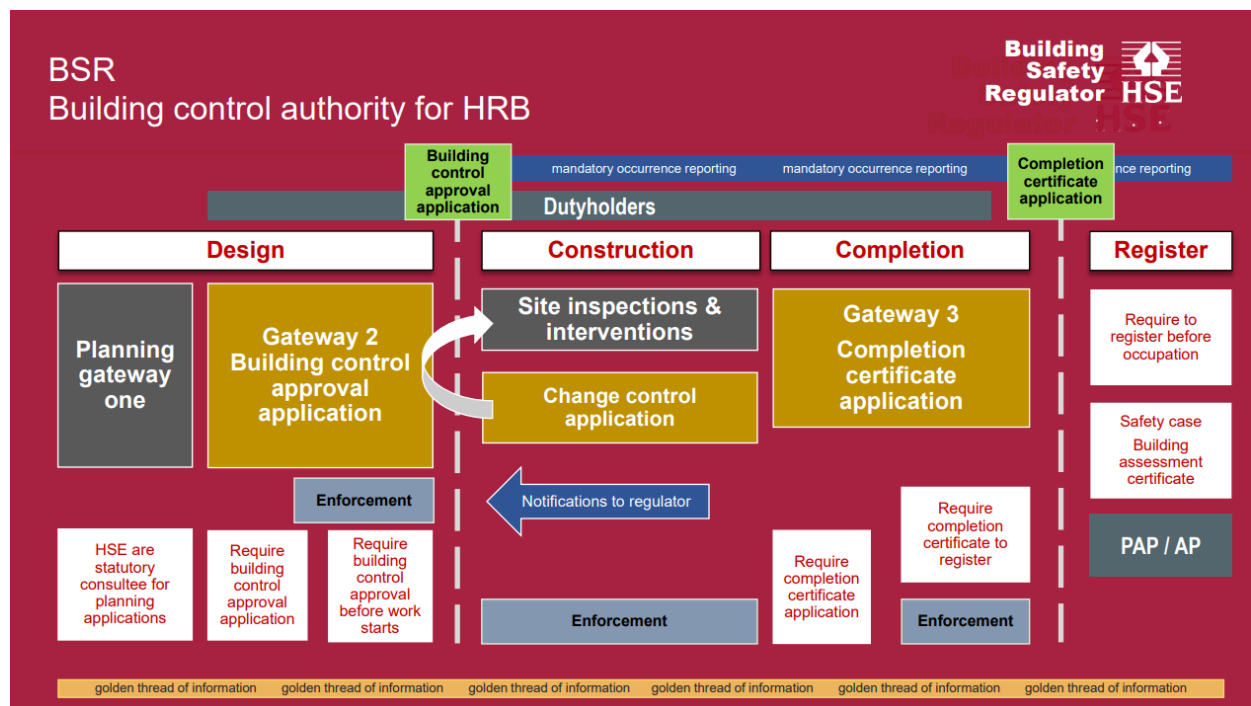 BSR
Building control authority for HRB
Building
Safety
Regulator
HSE
Building
control
approval
application
mandatory occurrence reporting
mandatory occurrence reporting
Completion
certificate
application
nce reporting
Dutyholders
Design
Construction
Completion
Register
Planning
gateway
one
Gateway 2
Building control
approval
application
Site inspections &
interventions
Change control
application
Gateway 3
Completion
certificate
application
Require to
register before
occupation
Safety case
Building
assessment
certificate
PAP / AP
Enforcement
Notifications to regulator
HSE are
statutory
consultee for
planning
applications
Require
building
control
approval
application
Require
building
control
approval
before work
starts
Enforcement
Require
completion
certificate
application
Require
completion
certificate to
register
Enforcement
golden thread of information
golden thread of information
golden thread of information
golden thread of information
golden thread of information
golden thread of information